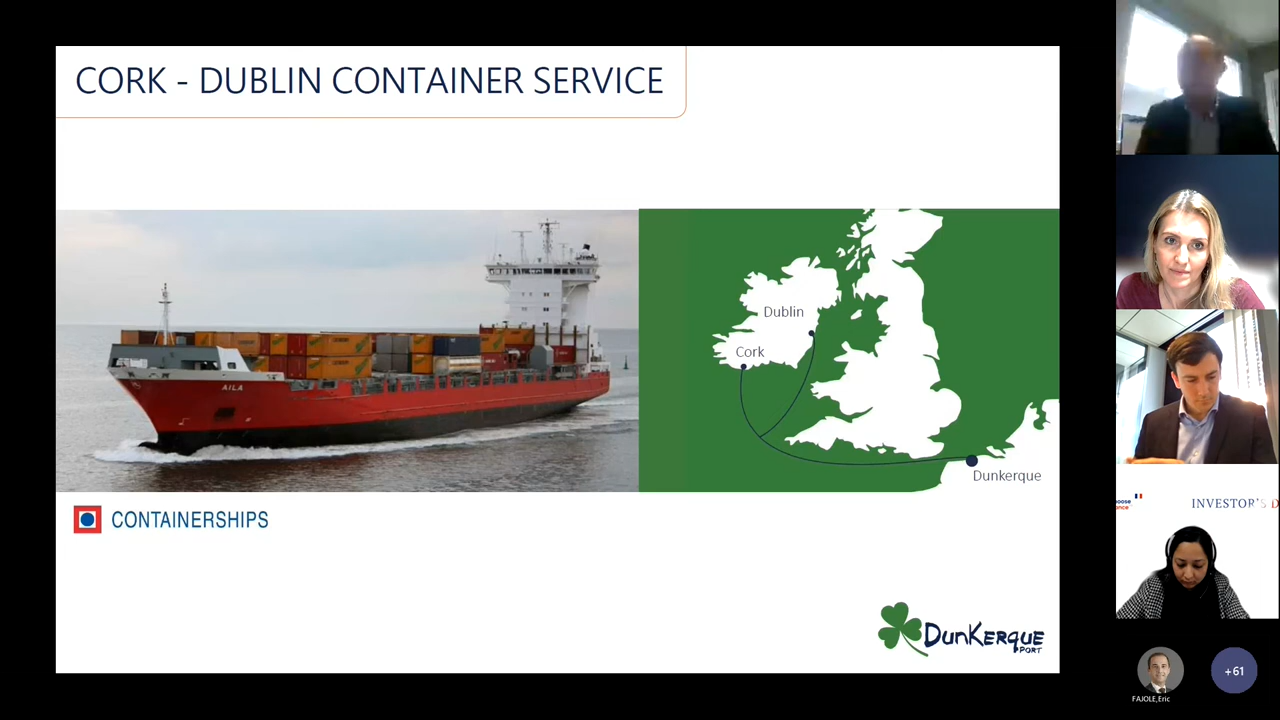 CORK - DUBLIN CONTAINER SERVICE
AILA
Dublin
Cork
Dunkerque
CONTAINERSHIPS
DUNKERQUE
PORT
INVESTOR'S D
FAJOLE,Eric
+61